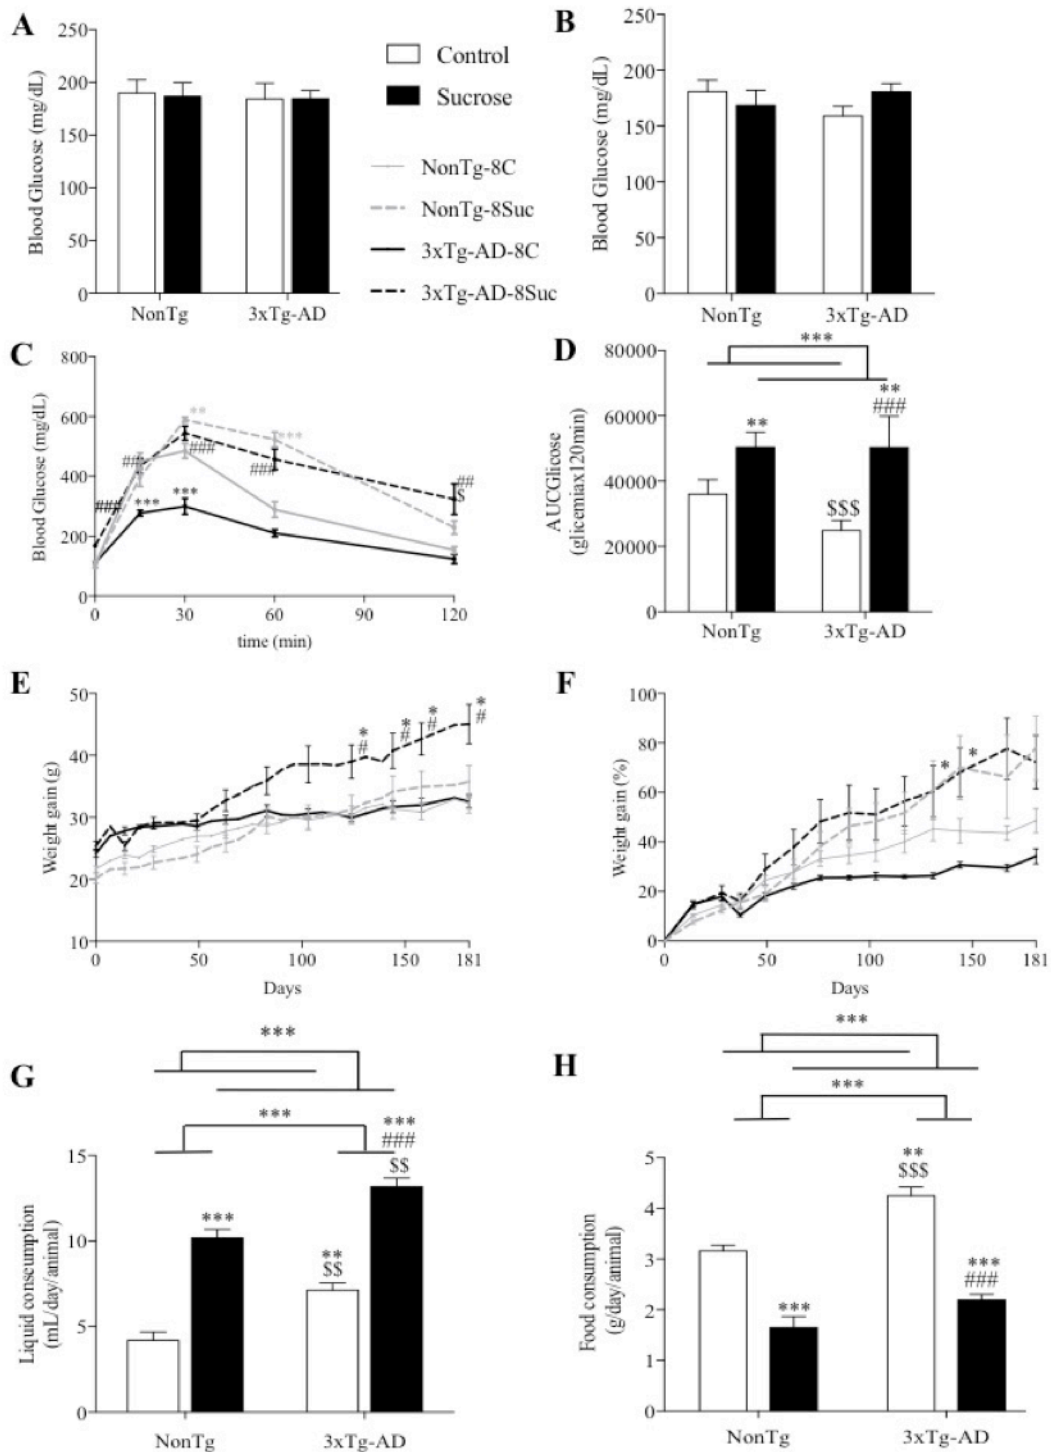 A
250
200
150
100
50
0
Blood Glucose (mg/dL)
NonTg
3xTg-AD
Control
Sucrose
NonTg-8C
NonTg-8Suc
3xTg-AD-8C
3xTg-AD-8Suc
B
250
200
150
100
50
0
Blood Glucose (mg/dL)
NonTg
3xTg-AD
C
800
600
400
200
0
Blood Glucose (mg/dL)
**
***
###
##
###
###
***
***
##
$
0
30
60
90
120
time (min)
D
80000
60000
40000
20000
0
AUCGlicose
(glicemiax120min)
***
**
$$$
**
###
NonTg
3xTg-AD
E
50
40
30
20
10
Weight gain (g)
*
#
*
#
*
#
*
#
0
50
100
150
181
Days
F
100
80
60
40
20
0
Weight gain (%)
*
*
0
50
100
150
181
Days
G
***
***
15
10
5
0
Liquid conseumption
(mL/day/animal)
***
**
$$
***
###
$$
NonTg
3xTg-AD
H
***
***
5
4
3
2
1
0
Food consumption
(g/day/animal)
***
**
$$$
***
###
NonTg
3xTg-AD